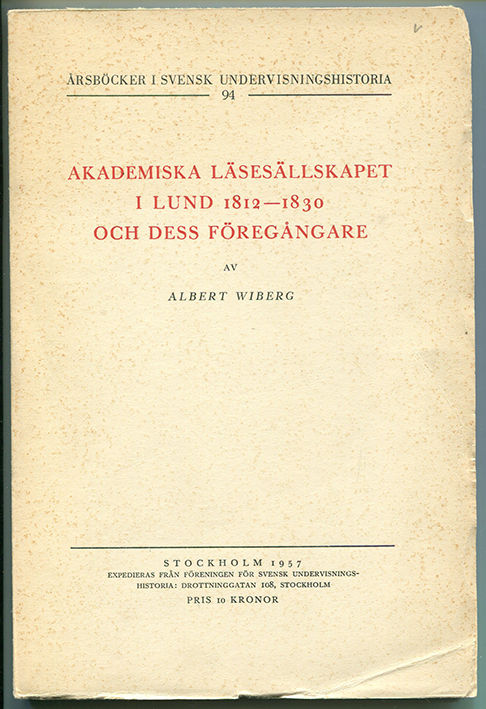 ÅRSBÖCKER I SVENSK UNDERVISNINGSHISTORIA
94
AKADEMISKA LÄSESÄLLSKAPET
I LUND 1812—1830
OCH DESS FÖREGÅNGARE
AV
ALBERT WIBERG
STOCKHOLM 1957
EXPEDIERAS FRÅN FÖRENINGEN FÖR SVENSK UNDERVISNINGS-
HISTORIA: DROTTNINGGATAN 108, STOCKHOLM
PRIS 10 KRONOR